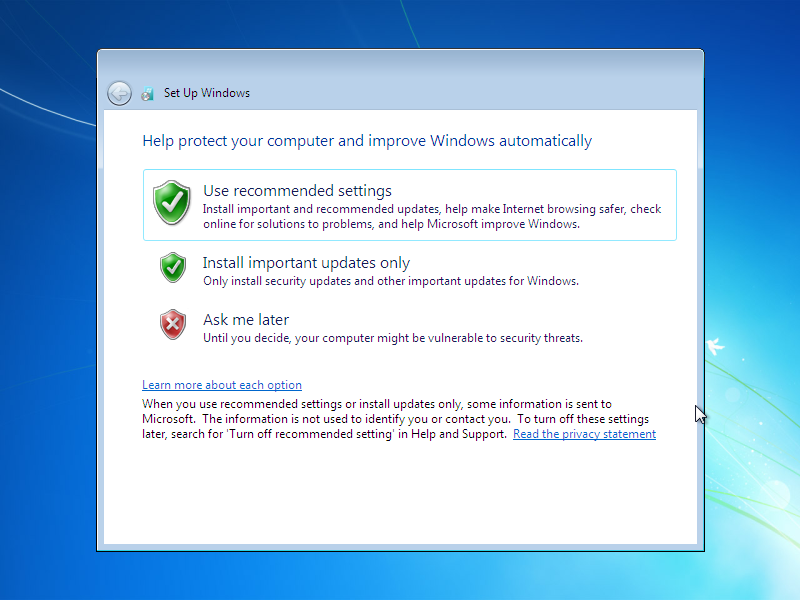 Set Up Windows
Help protect your computer and improve Windows automatically
Use recommended settings
Install important and recommended updates, help make Internet browsing safer, check
online for solutions to problems, and help Microsoft improve Windows.
Install important updates only
Only install security updates and other important updates for Windows.
Ask me later
Until you decide, your computer might be vulnerable to security threats.
Learn more about each option
When you use recommended settings or install updates only, some information is sent to
Microsoft.  The information is not used to identify you or contact you.  To turn off these settings
later, search for 'Turn off recommended setting' in Help and Support.  Read the privacy statement